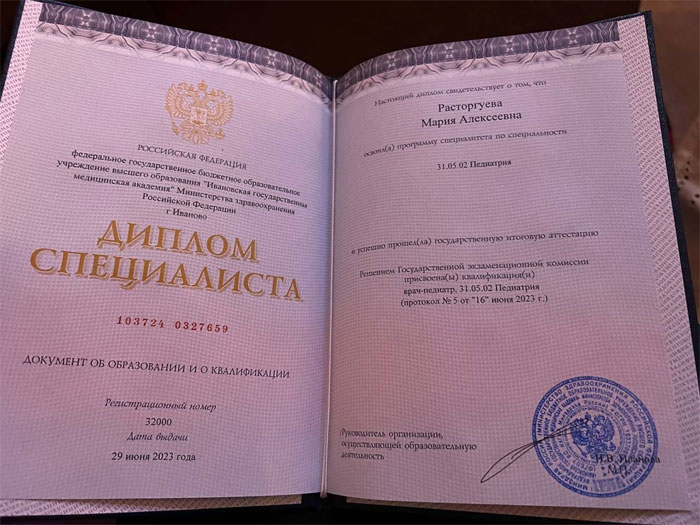 РОССИЙСКАЯ ФЕДЕРАЦИЯ
федеральное государственное бюджетное образовательное
учреждение высшего образования "Ивановская государственная
медицинская академия" Министерства здравоохранения
Российской Федерации
г Иваново
ДИПЛОМ
СПЕЦИАЛИСТА
103724 0327659
ДОКУМЕНТ ОБ ОБРАЗОВАНИИ И О КВАЛИФИКАЦИИ
Регистрационный номер
32000
Дата выдачи
29 июня 2023 года
Настоящий диплом свидетельствует о том, что
Расторгуева
Мария Алексеевна
освоил(а) программу специалитета по специальности
31.05.02 Педиатрия
и успешно прошел(ла) государственную итоговую аттестацию
Решением Государственной экзаменационной комиссии
присвоена(ы) квалификация(и)
врач-педиатр, 31.05.02 Педиатрия
(протокол № 5 от "16" июня 2023 г.)
Руководитель организации,
осуществляющей образовательную
деятельность
И.В. Иванова
М.П.